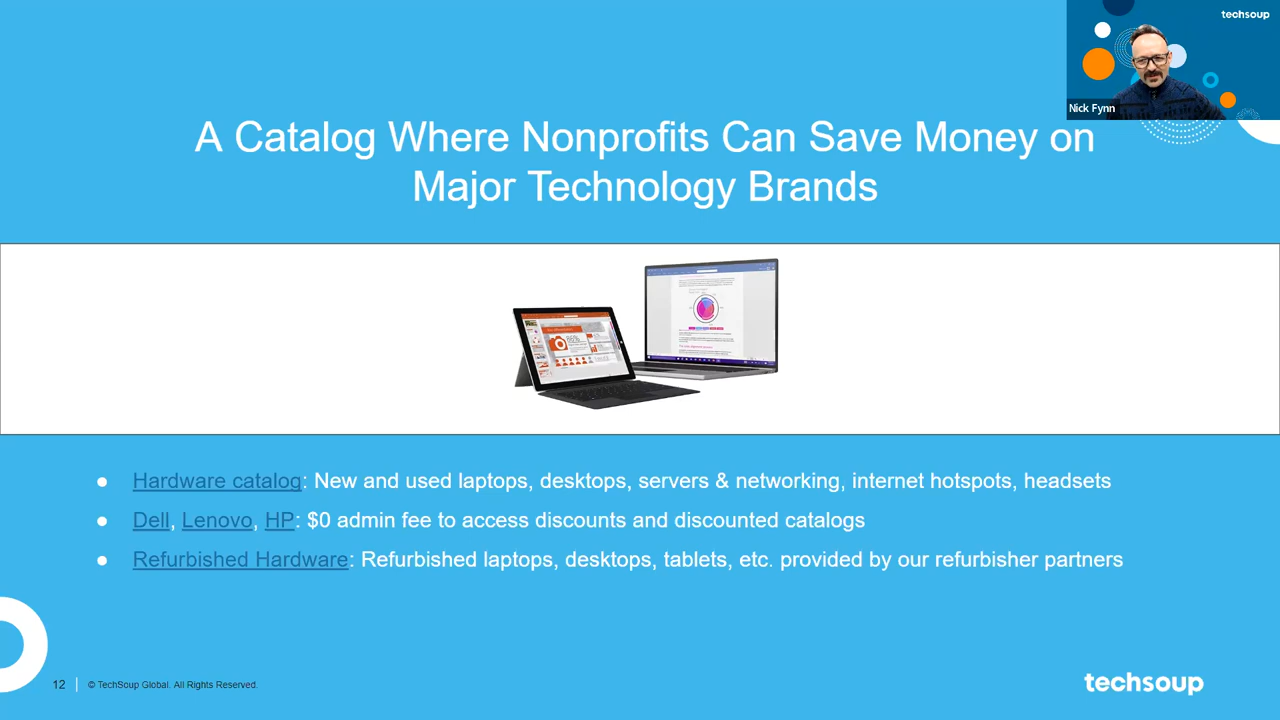 techsoup
Nick Fynn
A Catalog Where Nonprofits Can Save Money on
Major Technology Brands
● Hardware catalog: New and used laptops, desktops, servers & networking, internet hotspots, headsets
● Dell, Lenovo, HP: $0 admin fee to access discounts and discounted catalogs
● Refurbished Hardware: Refurbished laptops, desktops, tablets, etc. provided by our refurbisher partners
12 | © TechSoup Global. All Rights Reserved.
techsoup